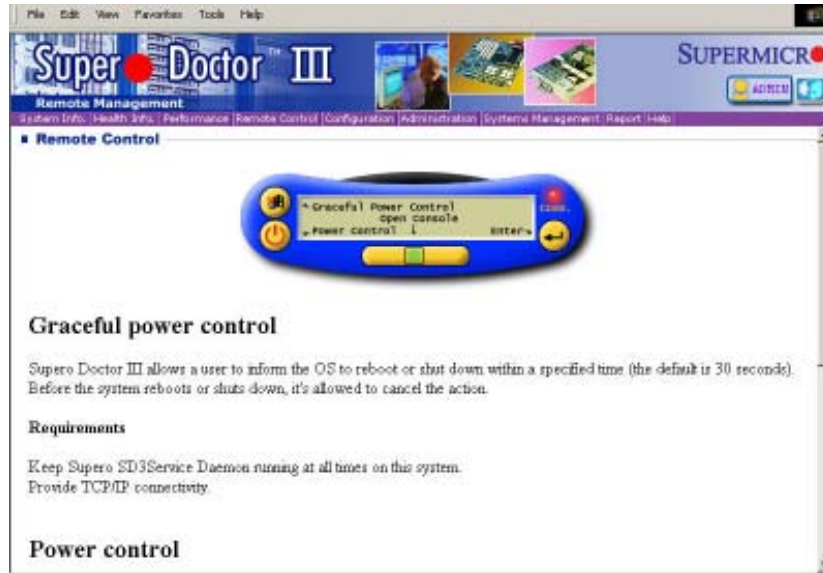 File Edit View Favorites Tools Help
Super Doctor™ III
SUPERMICR
Remote Management
ADMIN
System Info. Health Info. Performance Remote Control Configuration Administration Systems Management Report Help
Remote Control
Graceful Power Control
Open Console
Power Control
Enter
Graceful power control
Supero Doctor III allows a user to inform the OS to reboot or shut down within a specified time (the default is 30 seconds).
Before the system reboots or shuts down, it's allowed to cancel the action.
Requirements
Keep Supero SD3Service Daemon running at all times on this system.
Provide TCP/IP connectivity.
Power control